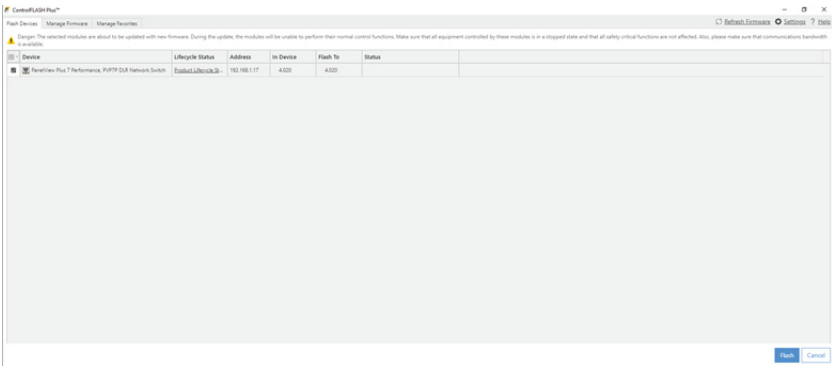 ControlFLASH Plus™
Flash Devices Manage Firmware Manage Favorites Refresh Firmware Settings ? Help
Danger: The selected modules are about to be updated with new firmware. During the update, the modules will be unable to perform their normal control functions. Make sure that all equipment controlled by these modules is in a stopped state and that all safety critical functions are not affected. Also, please make sure that communications bandwidth
is available.
Device Lifecycle Status Address In Device Flash To Status
PanelView Plus 7 Performance, PVP7P DLR Network Switch Product Lifecycle St... 192.168.1.17 4.020 4.020
Flash Cancel